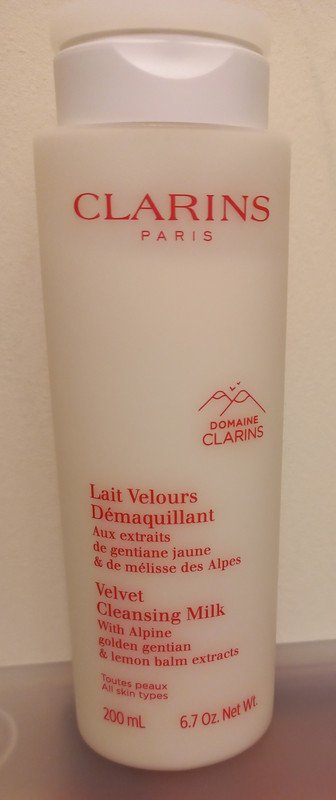 CLARINS
PARIS
DOMAINE
CLARINS
Lait Velours
Démaquillant
Aux extraits
de gentiane jaune
& de mélisse des Alpes
Velvet
Cleansing Milk
With Alpine
golden gentian
& lemon balm extracts
Toutes peaux
All skin types
200 mL 6.7 Oz. Net Wt.